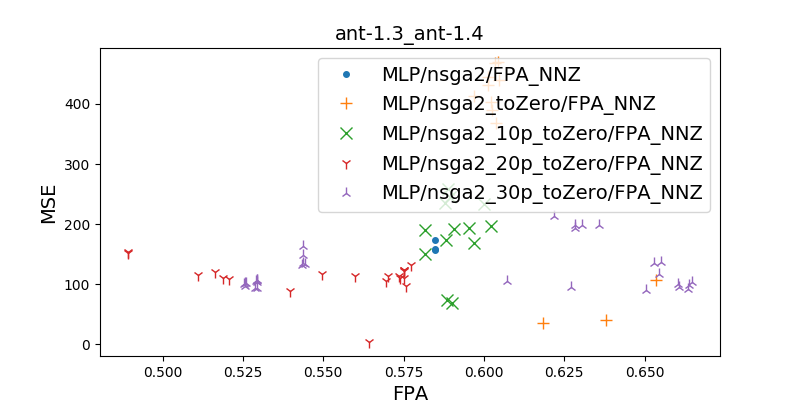 ant-1.3_ant-1.4
MLP/nsga2/FPA_NNZ
MLP/nsga2_toZero/FPA_NNZ
MLP/nsga2_10p_toZero/FPA_NNZ
MLP/nsga2_20p_toZero/FPA_NNZ
MLP/nsga2_30p_toZero/FPA_NNZ
MSE
400
300
200
100
0
0.500 0.525 0.550 0.575 0.600 0.625 0.650
FPA